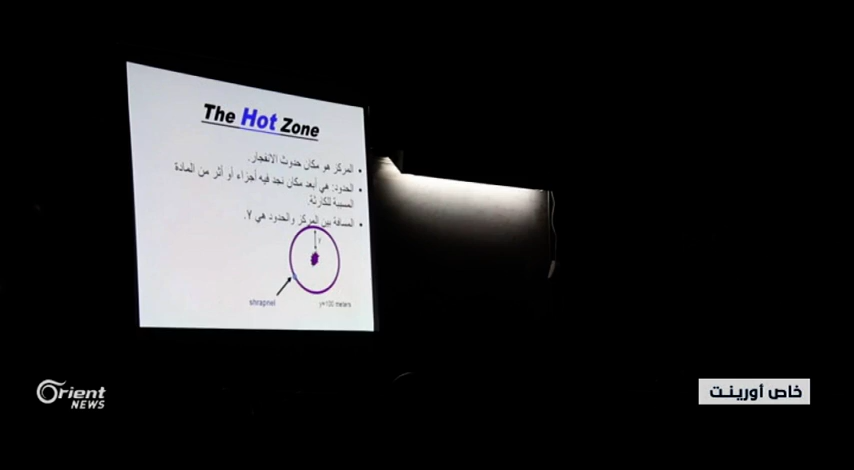 The Hot Zone
• المركز هو مكان حدوث الانفجار.
• الحدود: هي أبعد مكان نجد فيه أجزاء أو أثر من المادة
المسببة للكارثة.
• المسافة بين المركز والحدود هي Y.
Y
shrapnel
y=130 meters
Orient
NEWS
خاص أورينت